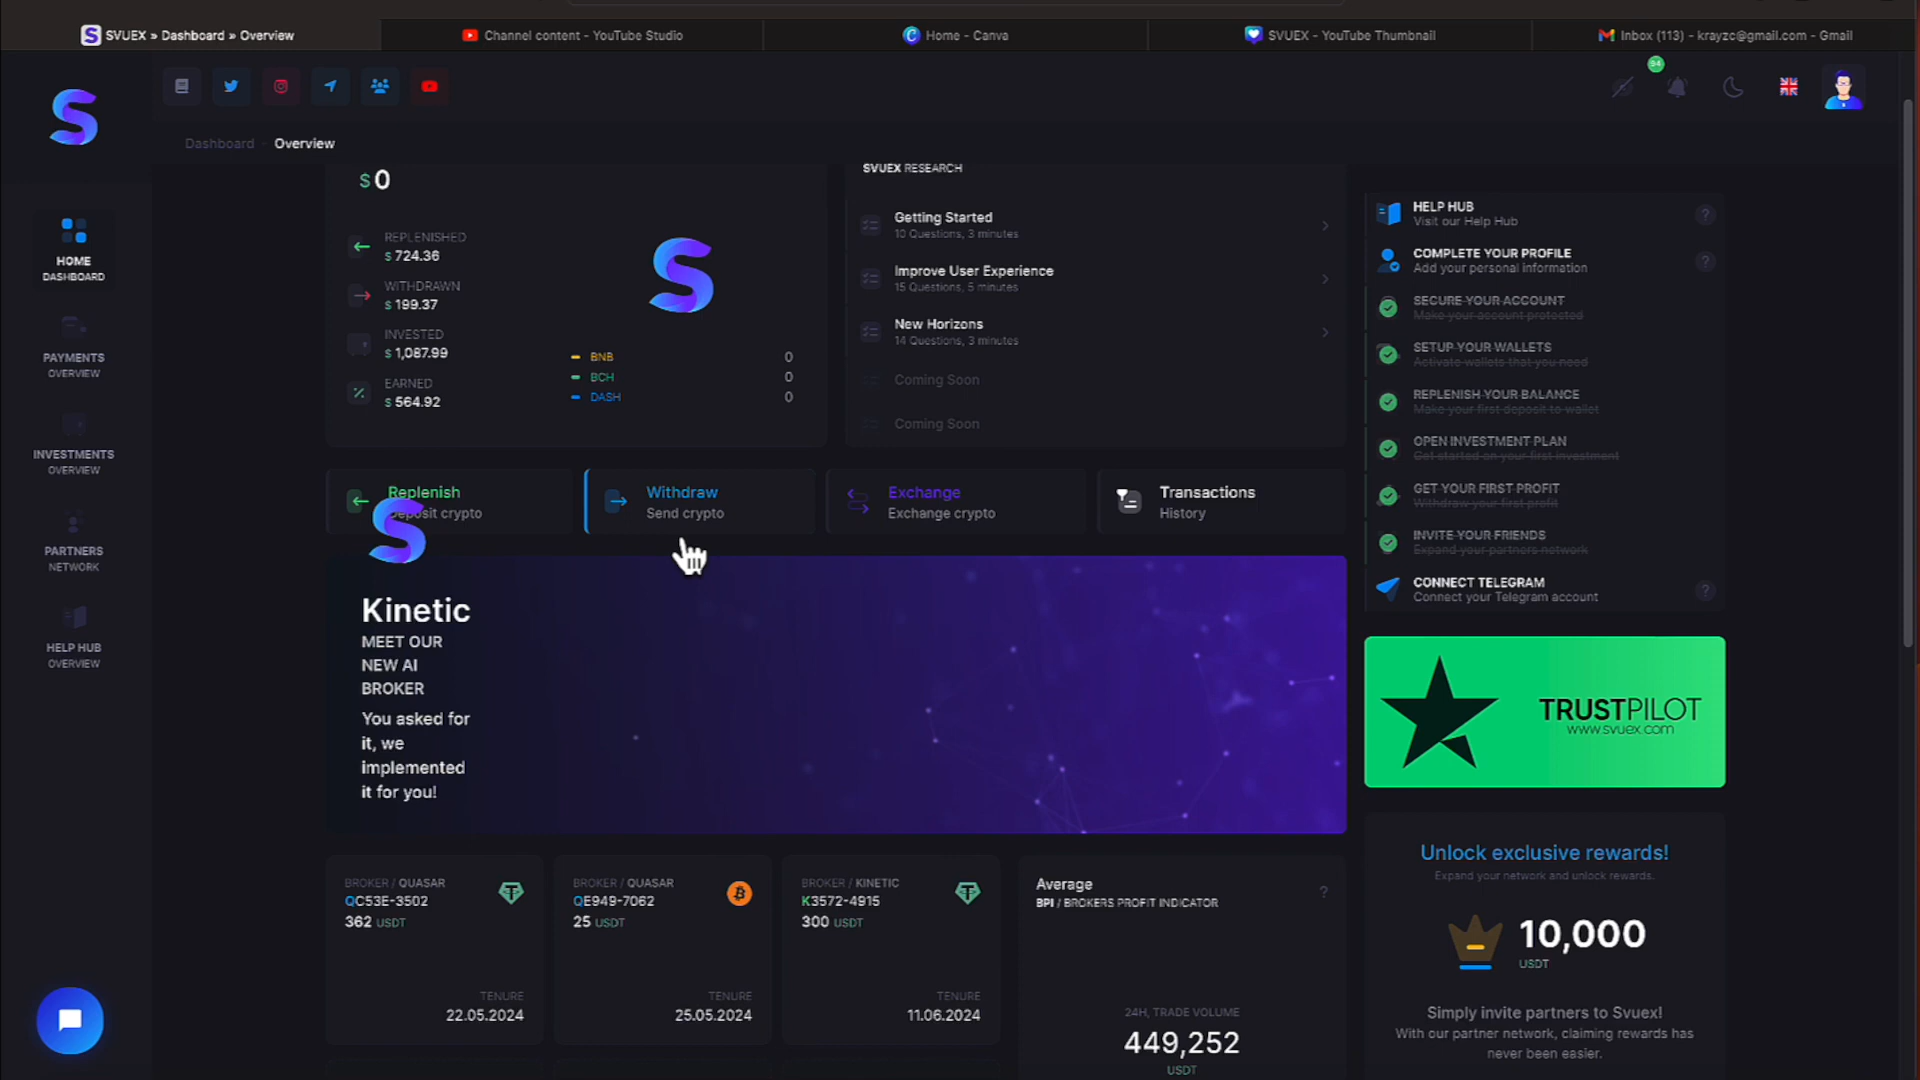 SVUEX » Dashboard » Overview
Channel content - YouTube Studio
Home - Canva
SVUEX - YouTube Thumbnail
Inbox (113) - krayzc@gmail.com - Gmail
94
Dashboard
Overview
HOME
DASHBOARD
PAYMENTS
OVERVIEW
INVESTMENTS
OVERVIEW
PARTNERS
NETWORK
HELP HUB
OVERVIEW
$ 0
REPLENISHED
$ 724.36
WITHDRAWN
$ 199.37
INVESTED
$ 1,087.99
EARNED
$ 564.92
BNB 0
BCH 0
DASH 0
SVUEX RESEARCH
Getting Started
10 Questions, 3 minutes
Improve User Experience
15 Questions, 5 minutes
New Horizons
14 Questions, 3 minutes
Coming Soon
Coming Soon
HELP HUB
Visit our Help Hub
?
COMPLETE YOUR PROFILE
Add your personal information
?
SECURE YOUR ACCOUNT
Make your account protected
SETUP YOUR WALLETS
Activate wallets that you need
REPLENISH YOUR BALANCE
Make your first deposit to wallet
OPEN INVESTMENT PLAN
Get started on your first investment
GET YOUR FIRST PROFIT
Withdraw your first profit
INVITE YOUR FRIENDS
Expand your partners network
CONNECT TELEGRAM
Connect your Telegram account
?
Replenish
Deposit crypto
Withdraw
Send crypto
Exchange
Exchange crypto
Transactions
History
Kinetic
MEET OUR
NEW AI
BROKER
You asked for
it, we
implemented
it for you!
TRUSTPILOT
www.svuex.com
BROKER / QUASAR
QC53E-3502
362 USDT
TENURE
22.05.2024
BROKER / QUASAR
QE949-7062
25 USDT
TENURE
25.05.2024
BROKER / KINETIC
K3572-4915
300 USDT
TENURE
11.06.2024
Average
BPI / BROKERS PROFIT INDICATOR
?
24H, TRADE VOLUME
449,252
USDT
Unlock exclusive rewards!
Expand your network and unlock rewards.
10,000
USDT
Simply invite partners to Svuex!
With our partner network, claiming rewards has
never been easier.